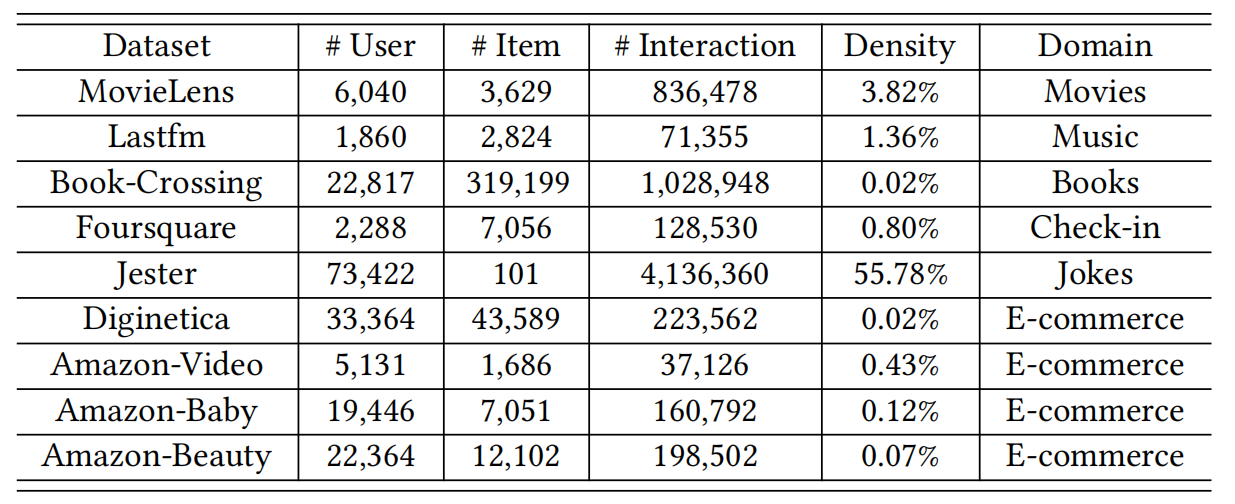 Dataset # User # Item # Interaction Density Domain
MovieLens 6,040 3,629 836,478 3.82% Movies
Lastfm 1,860 2,824 71,355 1.36% Music
Book-Crossing 22,817 319,199 1,028,948 0.02% Books
Foursquare 2,288 7,056 128,530 0.80% Check-in
Jester 73,422 101 4,136,360 55.78% Jokes
Diginetica 33,364 43,589 223,562 0.02% E-commerce
Amazon-Video 5,131 1,686 37,126 0.43% E-commerce
Amazon-Baby 19,446 7,051 160,792 0.12% E-commerce
Amazon-Beauty 22,364 12,102 198,502 0.07% E-commerce